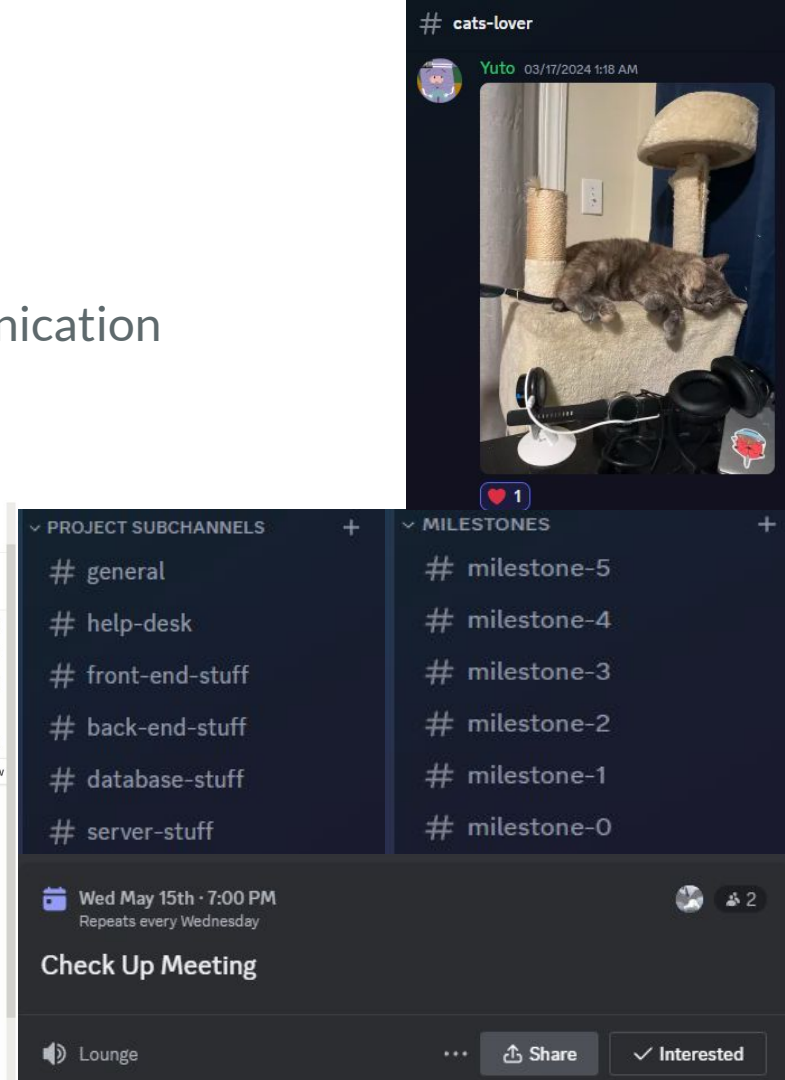 # cats-lover
Yuto 03/17/2024 1:18 AM
nication
❤️ 1
PROJECT SUBCHANNELS +
# general
# help-desk
# front-end-stuff
# back-end-stuff
# database-stuff
# server-stuff
MILESTONES +
# milestone-5
# milestone-4
# milestone-3
# milestone-2
# milestone-1
# milestone-0
Wed May 15th · 7:00 PM
2
Repeats every Wednesday
Check Up Meeting
Lounge
... Share
Interested